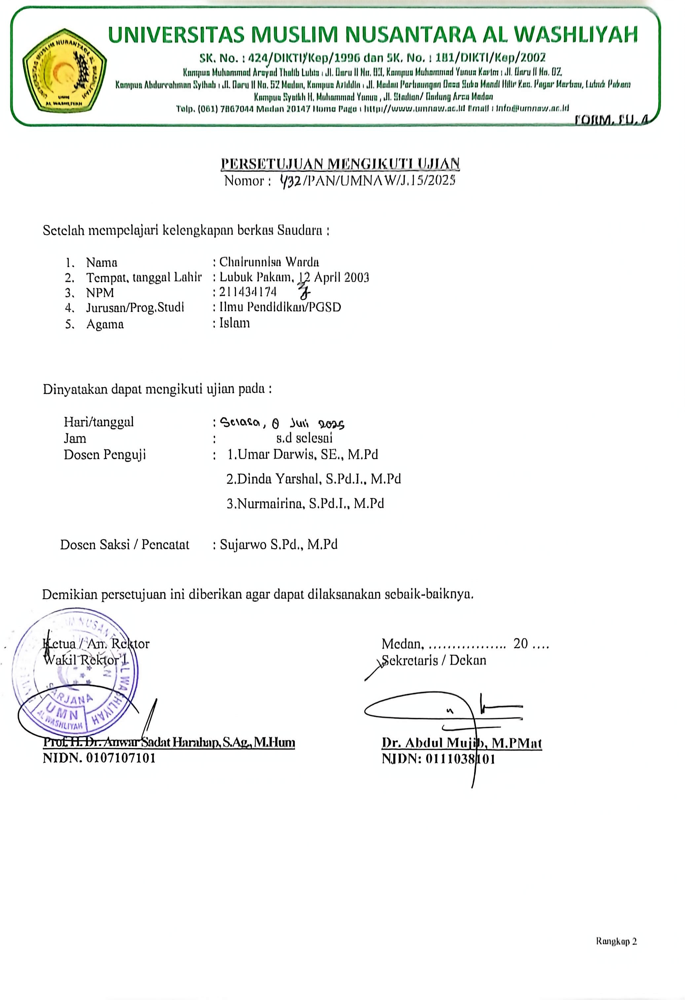 UNIVERSITAS MUSLIM NUSANTARA AL WASHLIYAH
SK. No. : 424/DIKTI/Kep/1996 dan SK. No. : 181/DIKTI/Kep/2002
Kampus Muhammad Arsyad Thalib Lubis : Jl. Garu II No. 93, Kampus Muhammad Yunus Karim : Jl. Garu II No. 02,
Kampus Abdurrahman Syihab : Jl. Garu II No. 52 Medan, Kampus Aziddin : Jl. Medan Perbaungan Desa Suka Mandi Hilir Kec. Pagar Merbau, Lubuk Pakam
Kampus Syaikh H. Muhammad Yunus , Jl. Stadion/ Gedung Arca Medan
Telp. (061) 7867044 Medan 20147 Home Page : http://www.umnaw.ac.id Email : info@umnaw.ac.id
UNIVERSITAS MUSLIM NUSANTARA AL WASHLIYAH
UMN
AL WASHLIYAH
FORM. FU. 4
PERSETUJUAN MENGIKUTI UJIAN
Nomor : 432/PAN/UMNAW/J.15/2025
Setelah mempelajari kelengkapan berkas Saudara :
1. Nama : Chairunnisa Warda
2. Tempat, tanggal Lahir : Lubuk Pakam, 12 April 2003
3. NPM : 211434174
4. Jurusan/Prog.Studi : Ilmu Pendidikan/PGSD
5. Agama : Islam
Dinyatakan dapat mengikuti ujian pada :
Hari/tanggal : Selasa, 8 Juli 2025
Jam : s.d selesai
Dosen Penguji : 1.Umar Darwis, SE., M.Pd
2.Dinda Yarshal, S.Pd.I., M.Pd
3.Nurmairina, S.Pd.I., M.Pd
Dosen Saksi / Pencatat : Sujarwo S.Pd., M.Pd
Demikian persetujuan ini diberikan agar dapat dilaksanakan sebaik-baiknya.
Ketua / An. Rektor
Wakil Rektor I
SARJANA
UMN
AL WASHLIYAH
Prof. H. Dr. Anwar Sadat Harahap, S.Ag., M.Hum
NIDN. 0107107101
Medan, ................. 20 ....
Sekretaris / Dekan
Dr. Abdul Mujib, M.PMat
NIDN: 0111038101
Rangkap 2